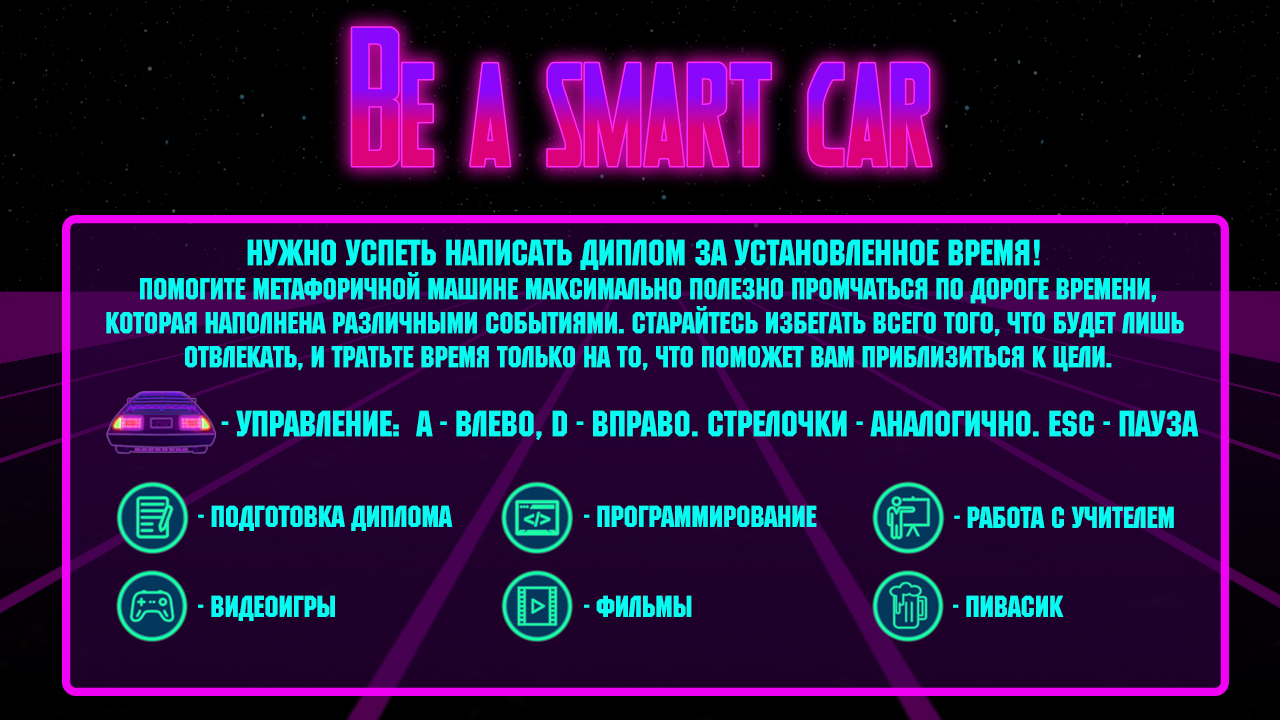 BE A SMART CAR
НУЖНО УСПЕТЬ НАПИСАТЬ ДИПЛОМ ЗА УСТАНОВЛЕННОЕ ВРЕМЯ!
ПОМОГИТЕ МЕТАФОРИЧНОЙ МАШИНЕ МАКСИМАЛЬНО ПОЛЕЗНО ПРОМЧАТЬСЯ ПО ДОРОГЕ ВРЕМЕНИ,
КОТОРАЯ НАПОЛНЕНА РАЗЛИЧНЫМИ СОБЫТИЯМИ. СТАРАЙТЕСЬ ИЗБЕГАТЬ ВСЕГО ТОГО, ЧТО БУДЕТ ЛИШЬ
ОТВЛЕКАТЬ, И ТРАТЬТЕ ВРЕМЯ ТОЛЬКО НА ТО, ЧТО ПОМОЖЕТ ВАМ ПРИБЛИЗИТЬСЯ К ЦЕЛИ.
- УПРАВЛЕНИЕ: A - ВЛЕВО, D - ВПРАВО. СТРЕЛОЧКИ - АНАЛОГИЧНО. ESC - ПАУЗА
- ПОДГОТОВКА ДИПЛОМА
- ПРОГРАММИРОВАНИЕ
- РАБОТА С УЧИТЕЛЕМ
- ВИДЕОИГРЫ
- ФИЛЬМЫ
- ПИВАСИК